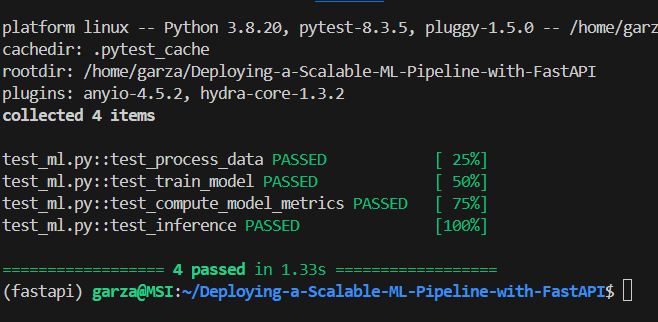 platform linux -- Python 3.8.20, pytest-8.3.5, pluggy-1.5.0 -- /home/garz
cachedir: .pytest_cache
rootdir: /home/garza/Deploying-a-Scalable-ML-Pipeline-with-FastAPI
plugins: anyio-4.5.2, hydra-core-1.3.2
collected 4 items
test_ml.py::test_process_data PASSED [ 25%]
test_ml.py::test_train_model PASSED [ 50%]
test_ml.py::test_compute_model_metrics PASSED [ 75%]
test_ml.py::test_inference PASSED [100%]
================== 4 passed in 1.33s ==================
(fastapi) garza@MSI:~/Deploying-a-Scalable-ML-Pipeline-with-FastAPI$